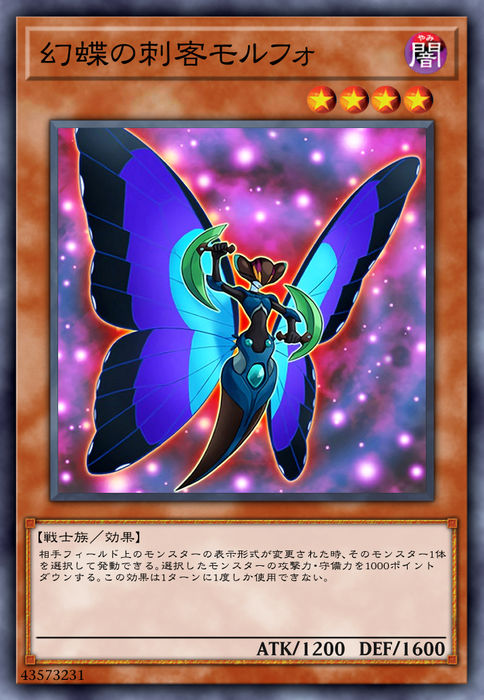 幻蝶の刺客モルフォ
やみ
闇
【戦士族／効果】
相手フィールド上のモンスターの表示形式が変更された時、そのモンスター1体
を選択して発動できる。選択したモンスターの攻撃力・守備力を1000ポイント
ダウンする。この効果は1ターンに1度しか使用できない。
ATK/1200 DEF/1600
43573231